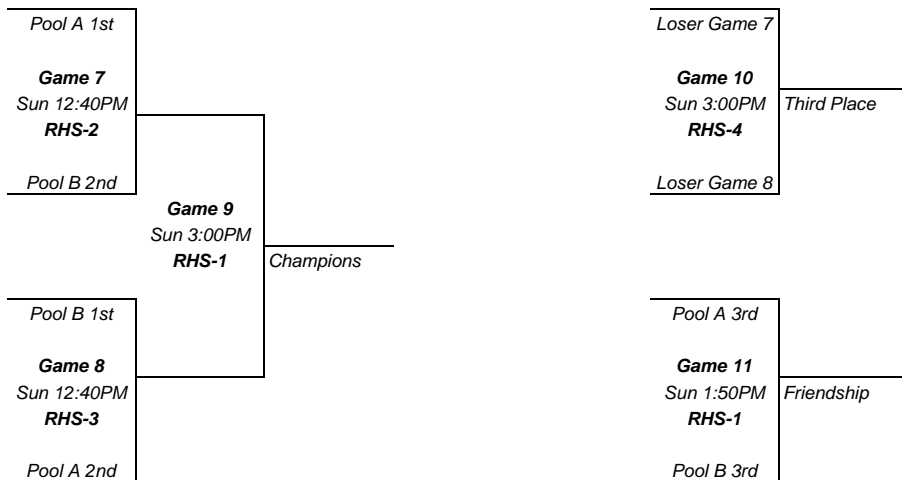 Pool A 1st
Game 7
Sun 12:40PM
RHS-2
Pool B 2nd
Game 9
Sun 3:00PM
RHS-1
Champions
Pool B 1st
Game 8
Sun 12:40PM
RHS-3
Pool A 2nd
Loser Game 7
Game 10
Sun 3:00PM
Third Place
RHS-4
Loser Game 8
Pool A 3rd
Game 11
Sun 1:50PM
Friendship
RHS-1
Pool B 3rd